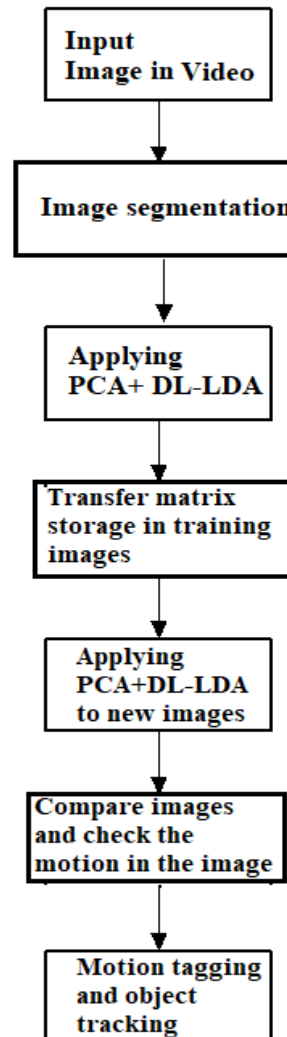 Input
Image in Video
Image segmentation
Applying
PCA+ DL-LDA
Transfer matrix
storage in training
images
Applying
PCA+DL-LDA
to new images
Compare images
and check the
motion in the image
Motion tagging
and object
tracking